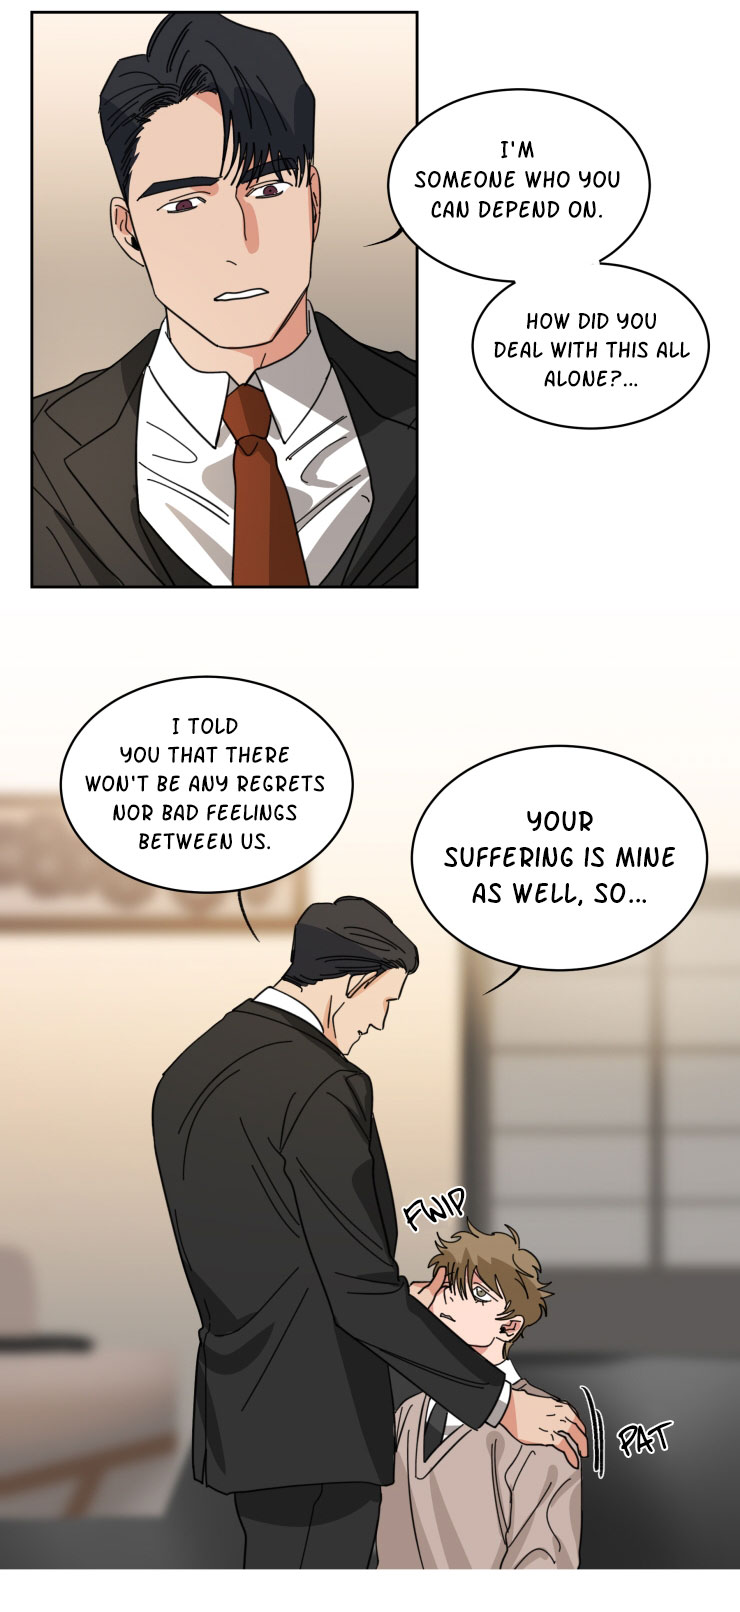 I'M
SOMEONE WHO YOU
CAN DEPEND ON.
HOW DID YOU
DEAL WITH THIS ALL
ALONE?...
I TOLD
YOU THAT THERE
WON'T BE ANY REGRETS
NOR BAD FEELINGS
BETWEEN US.
YOUR
SUFFERING IS MINE
AS WELL, SO...
FWIP
PAT